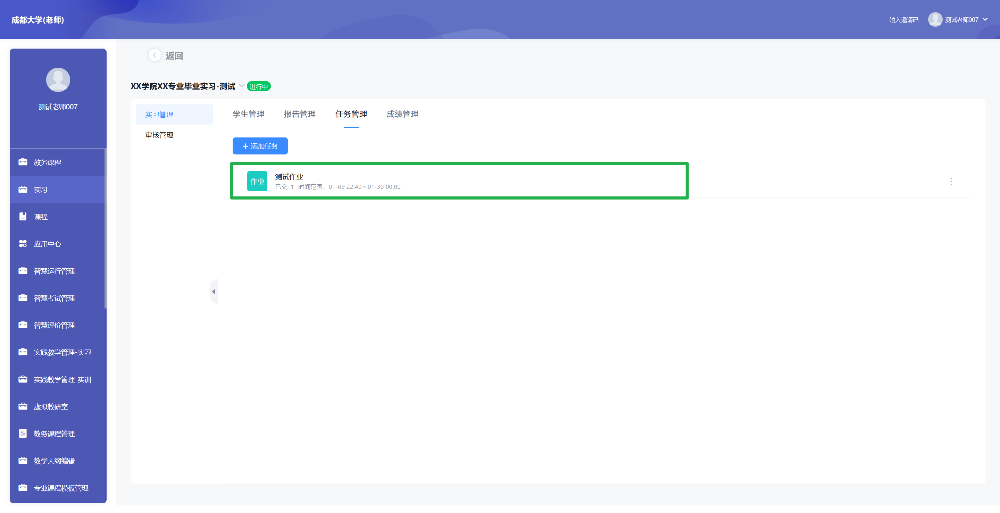 成都大学(老师)
输入邀请码
测试老师007
测试老师007
教务课程
实习
课程
应用中心
智慧运行管理
智慧考试管理
智慧评价管理
实践教学管理-实习
实践教学管理-实训
虚拟教研室
教务课程管理
教学大纲编辑
专业课程模板管理
返回
XX学院XX专业毕业实习-测试 进行中
实习管理
审核管理
学生管理 报告管理 任务管理 成绩管理
添加任务
作业
测试作业
已交: 1 时间范围：01-09 22:40～01-30 00:00